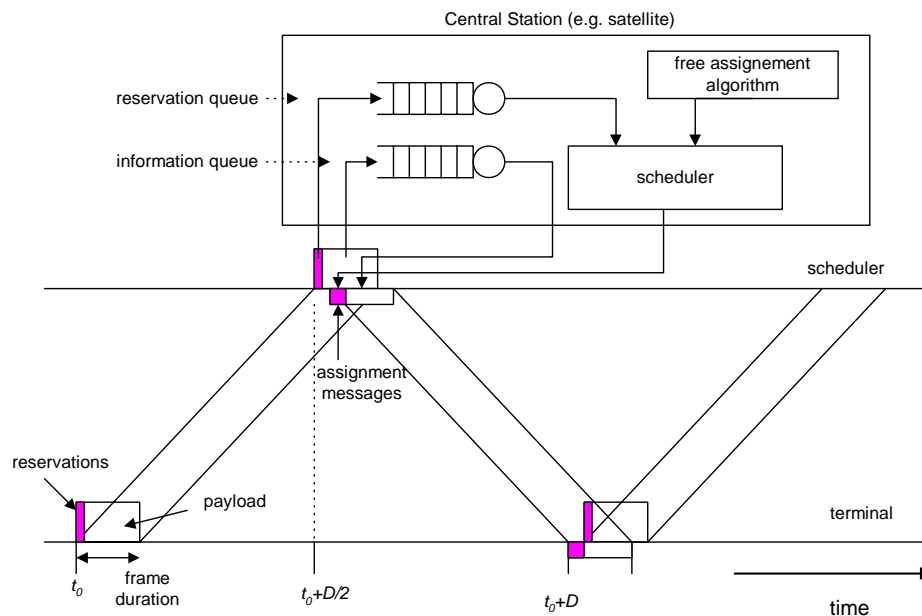 Central Station (e.g. satellite)
free assignement
algorithm
reservation queue
information queue
scheduler
scheduler
assignment
messages
reservations
payload
terminal
t0
frame
duration
t0+D/2
t0+D
time